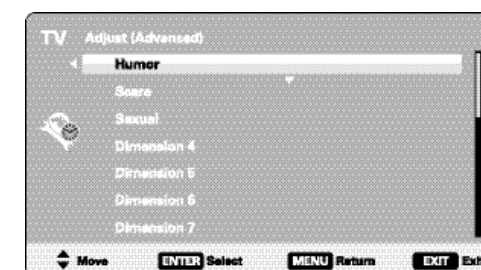 TV Adjust (Advansed)
Humor
Scare
Sexual
Dimension 4
Dimension 5
Dimension 6
Dimension 7
Move ENTER Select MENU Return EXIT Exit